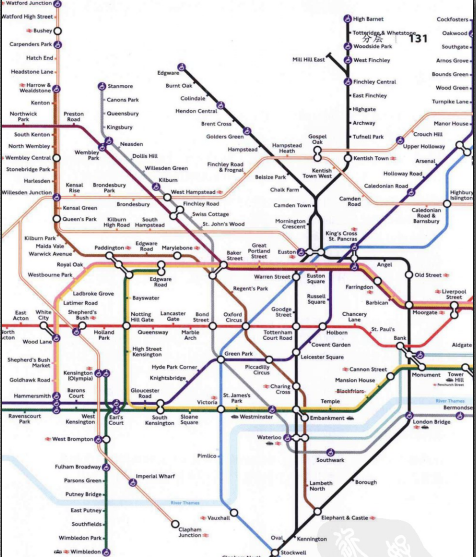 Watford Junction
Watford High Street
Bushey
Carpenders Park
Hatch End
Headstone Lane
Harrow &
Wealdstone
Kenton
Northwick
Park
Preston
Road
South Kenton
North Wembley
Wembley Central
Stonebridge Park
Harlesden
Willesden Junction
Kensal
Rise
Brondesbury
Park
Brondesbury
Kensal Green
Queen's Park
Kilburn
High Road
South
Hampstead
Kilburn Park
Maida Vale
Warwick Avenue
Royal Oak
Westbourne Park
Paddington
Edgware
Road
Marylebone
Edgware
Road
Stanmore
Canons Park
Queensbury
Kingsbury
Neasden
Wembley
Park
Dollis Hill
Willesden Green
Kilburn
West Hampstead
Finchley Road
Swiss Cottage
St. John's Wood
Edgware
Burnt Oak
Colindale
Hendon Central
Brent Cross
Golders Green
Hampstead
Finchley Road
& Frognal
Hampstead
Heath
Belsize Park
Chalk Farm
Camden Town
Mornington
Crescent
Euston
High Barnet
Totteridge & Whetstone
分层
131
Woodside Park
West Finchley
Mill Hill East
Finchley Central
East Finchley
Highgate
Archway
Tufnell Park
Gospel
Oak
Kentish Town
Kentish
Town West
Camden
Road
Caledonian
Road &
Barnsbury
Cockfosters
Oakwood
Southgate
Arnos Grove
Bounds Green
Wood Green
Turnpike Lane
Manor House
Crouch Hill
Upper Holloway
Arsenal
Holloway Road
Caledonian Road
Highbury
Islington
King's Cross
St. Pancras
Baker
Street
Great
Portland
Street
Warren Street
Euston
Square
Angel
Old Street
Farringdon
Barbican
Liverpool
Street
Moorgate
Regent's Park
Goodge
Street
Russell
Square
Ladbroke Grove
Latimer Road
Bayswater
East
Acton
White
City
Shepherd's
Bush
Holland
Park
Notting
Hill Gate
Queensway
Lancaster
Gate
Marble
Arch
Bond
Street
Oxford
Circus
Tottenham
Court Road
Holborn
Chancery
Lane
St. Paul's
Bank
Aldgate
North
Acton
Wood Lane
Shepherd's Bush
Market
Goldhawk Road
Hammersmith
Ravenscourt
Park
High Street
Kensington
Kensington
(Olympia)
Barons
Court
West
Kensington
Earl's
Court
Gloucester
Road
South
Kensington
Sloane
Square
Hyde Park Corner
Knightsbridge
Green Park
Piccadilly
Circus
Covent Garden
Leicester Square
Charing
Cross
Victoria
St. James's
Park
Westminster
Embankment
Temple
Blackfriars
Mansion House
Cannon Street
Monument
Tower
Hill
River Thames
Bermondsey
London Bridge
Waterloo
Southwark
Pimlico
West Brompton
Fulham Broadway
Parsons Green
Putney Bridge
East Putney
Southfields
Wimbledon Park
Wimbledon
Imperial Wharf
Clapham
Junction
River Thames
Vauxhall
Lambeth
North
Borough
Elephant & Castle
Oval
Kennington
Stockwell